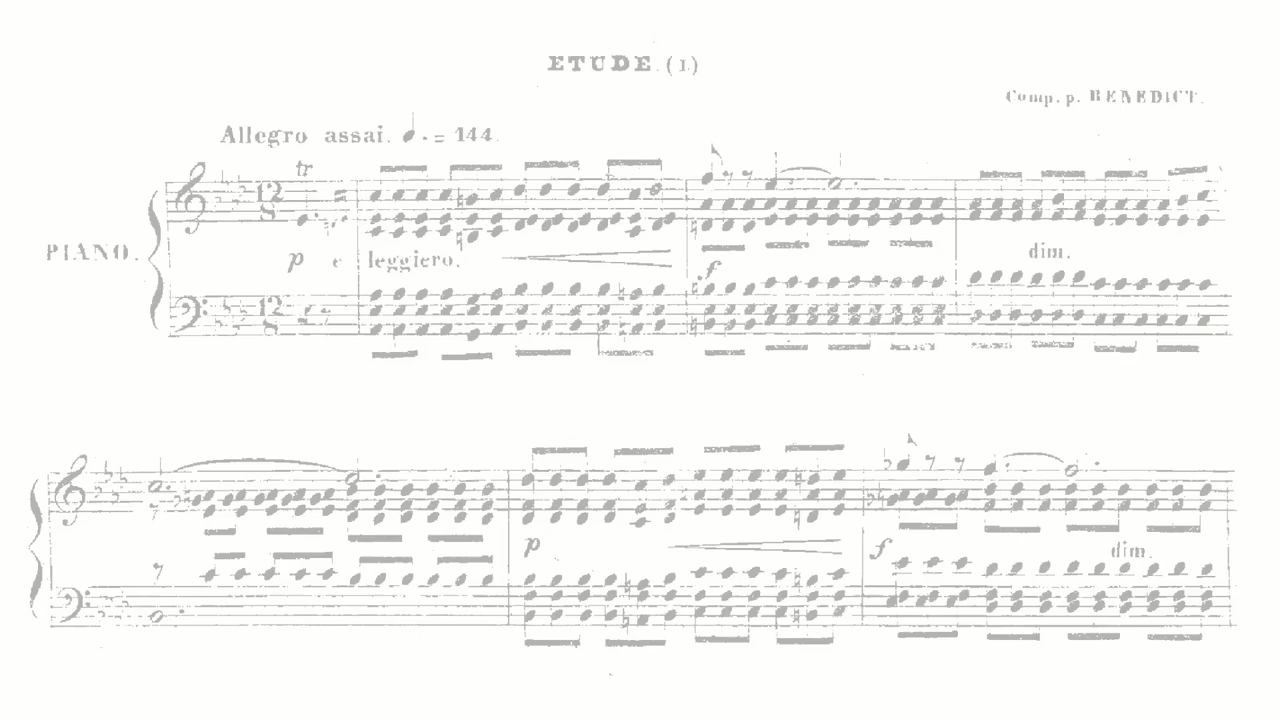 ETUDE. (1)
Comp. p. BENEDICT.
Allegro assai. ♩. = 144.
tr
PIANO.
p e leggiero.
f
dim.
p
f
dim.